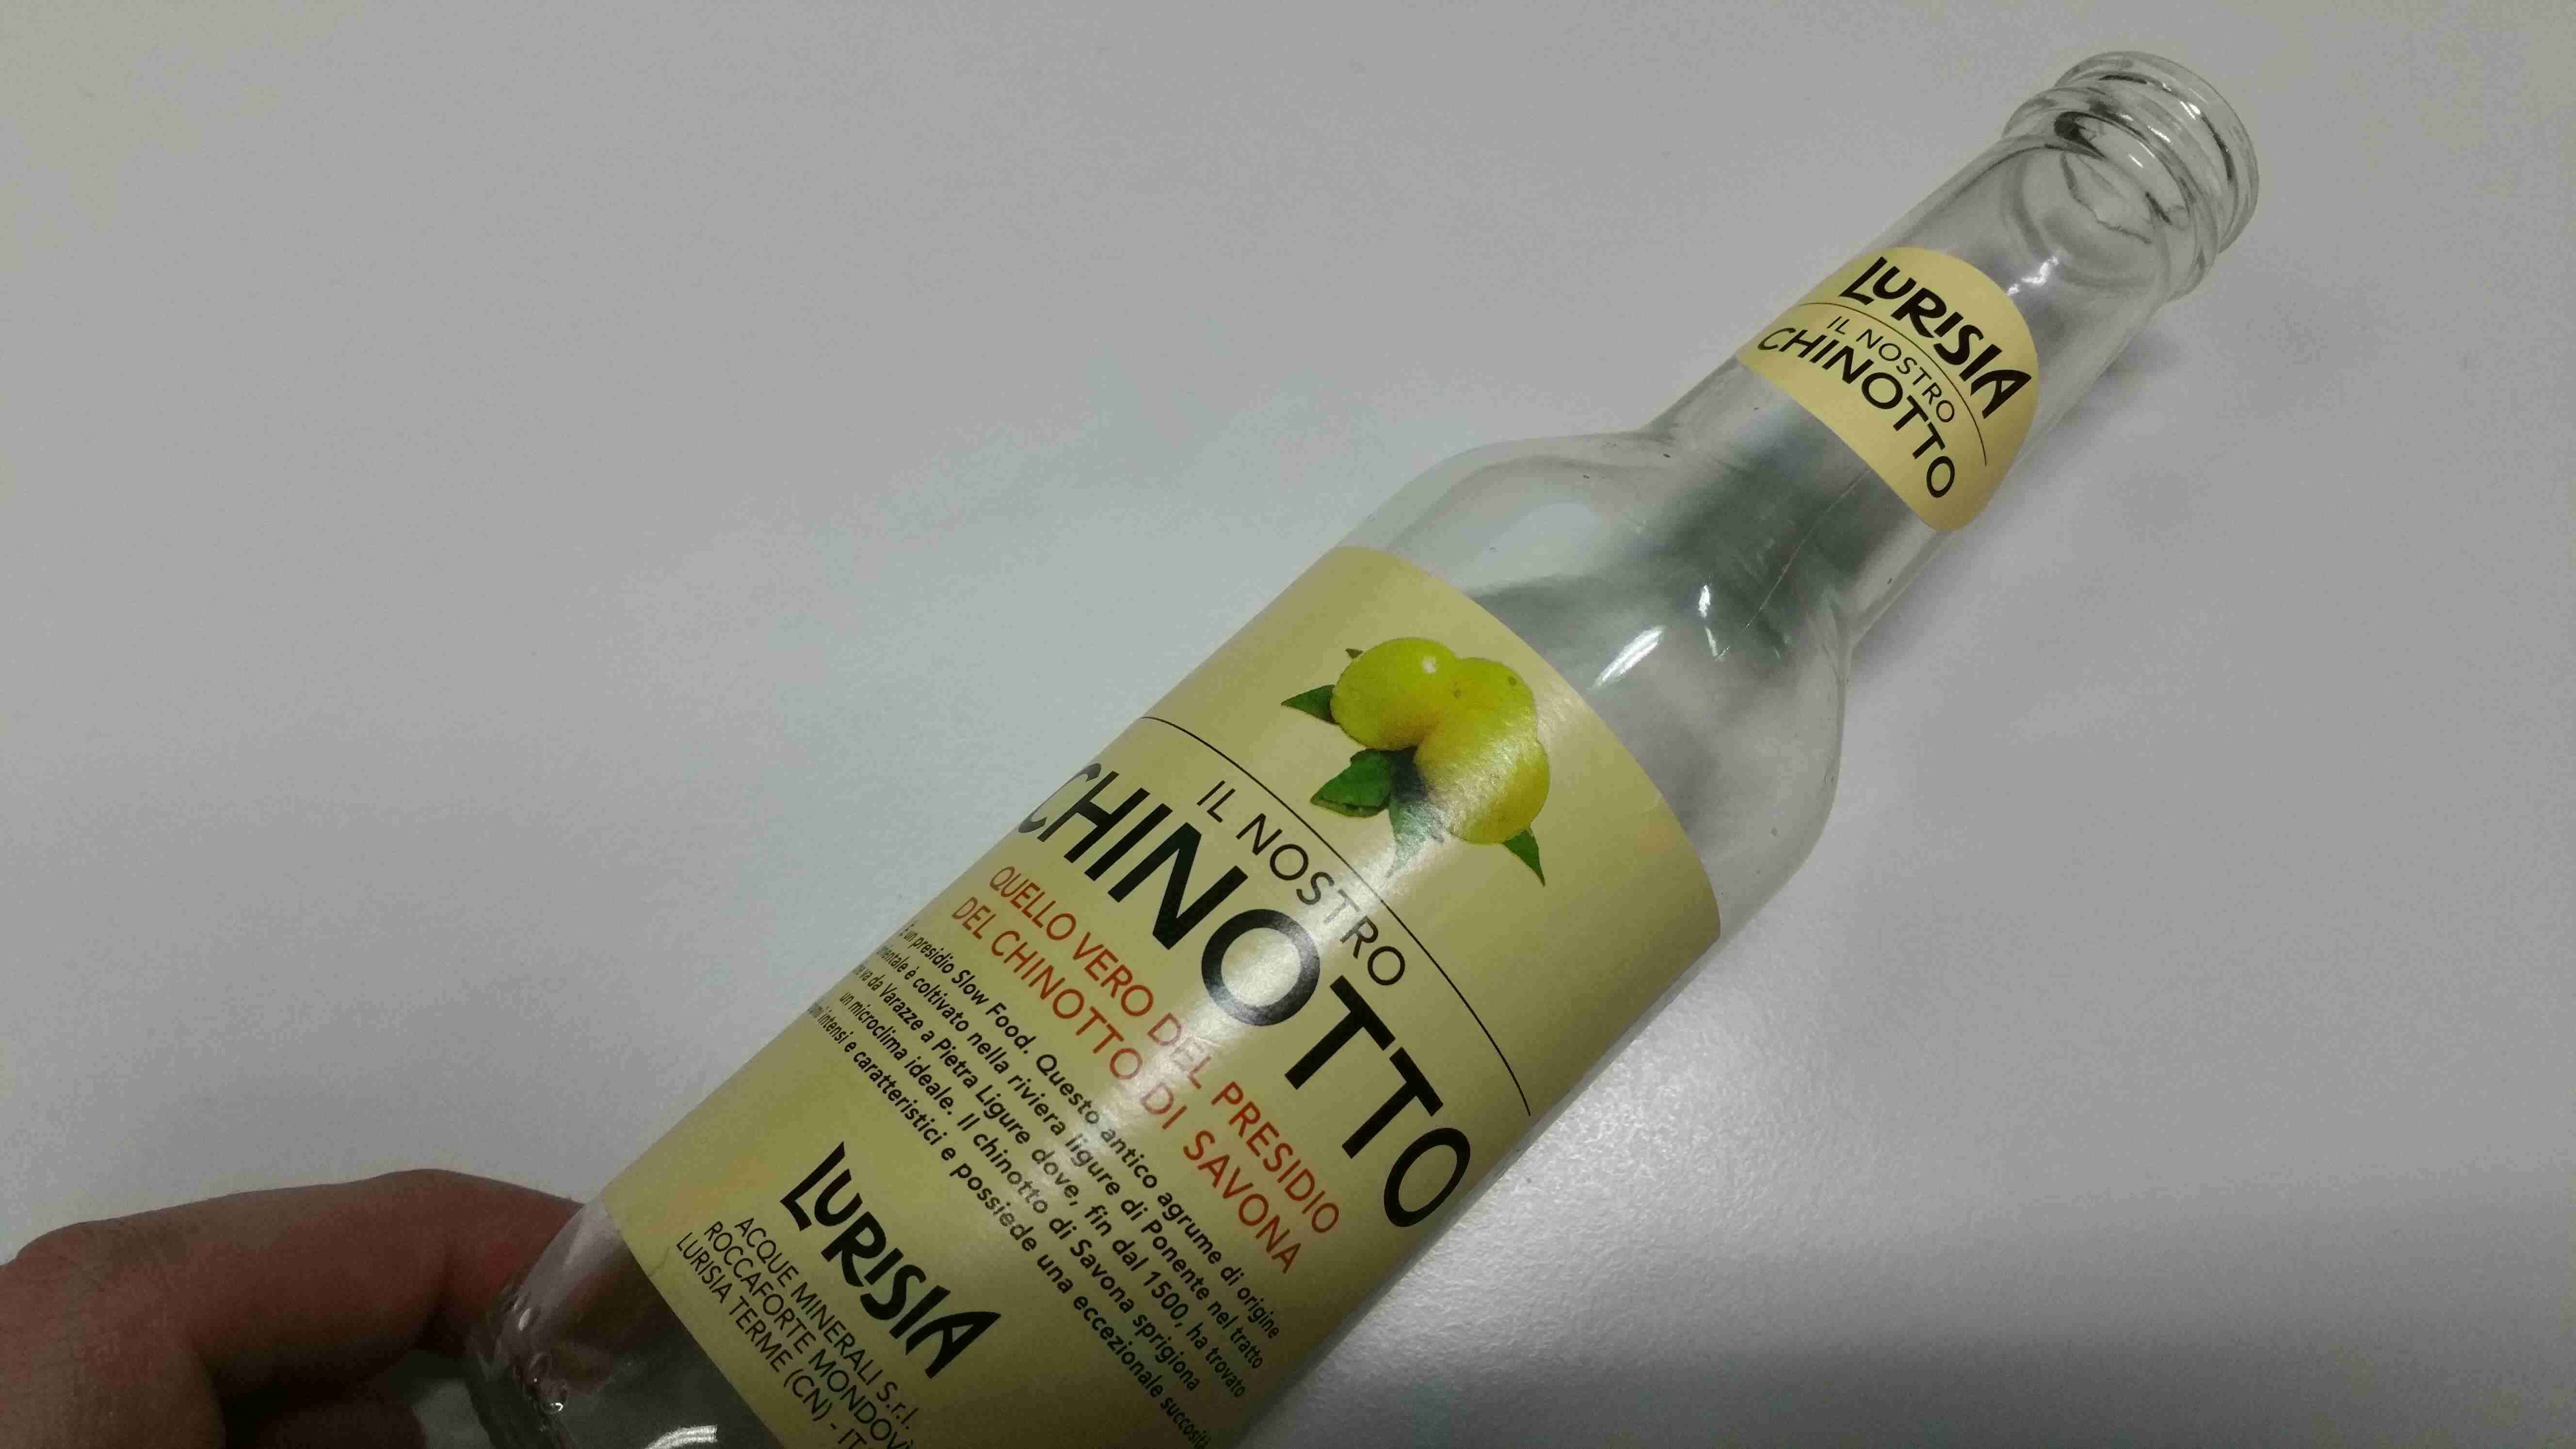 LURISIA
IL NOSTRO
CHINOTTO
IL NOSTRO
CHINOTTO
QUELLO VERO DEL PRESIDIO
DEL CHINOTTO DI SAVONA
È un presidio Slow Food. Questo antico agrume di origine
è coltivato nella riviera ligure di Ponente nel tratto
va da Varazze a Pietra Ligure dove, fin dal 1500, ha trovato
un microclima ideale. Il chinotto di Savona sprigiona
intensi e caratteristici e possiede una eccezionale
LURISIA
ACQUE MINERALI S.r.l.
ROCCAFORTE MONDOVÌ
LURISIA TERME (CN) - IT